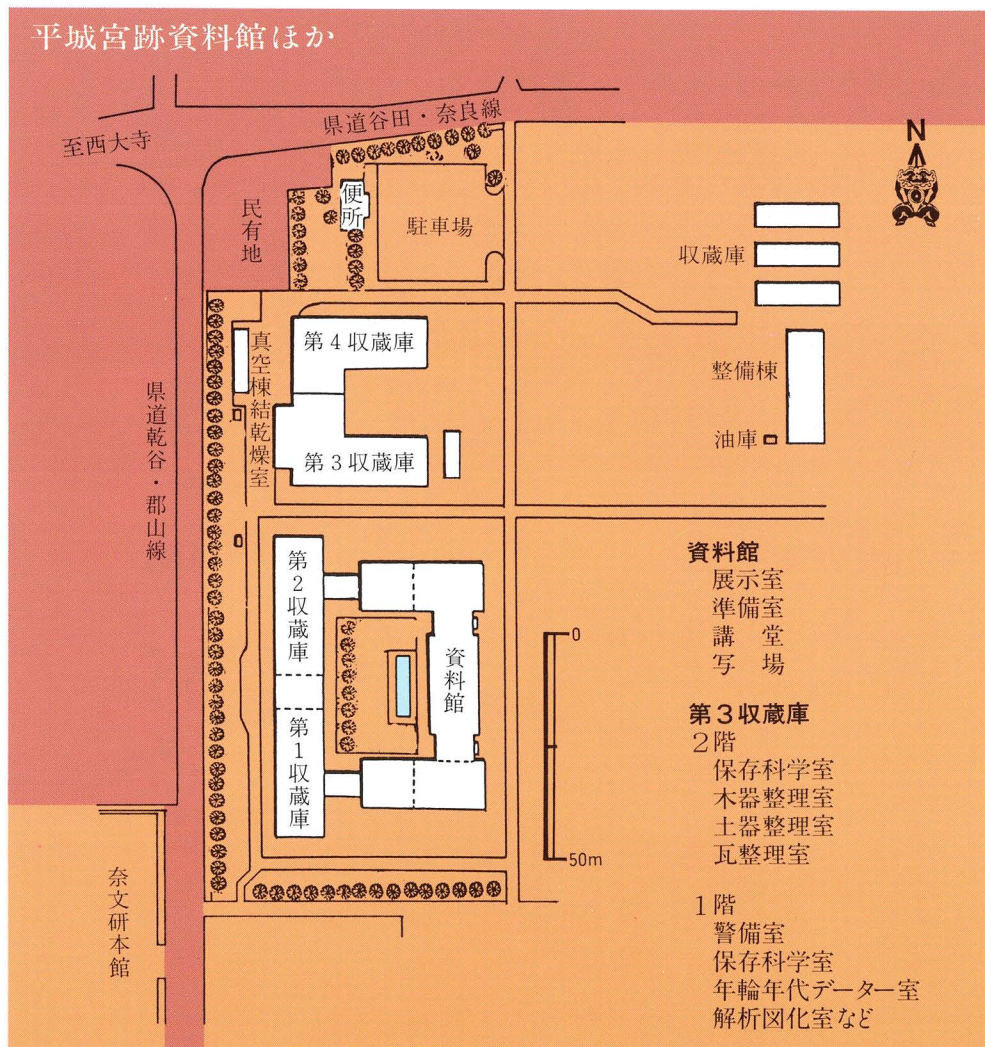 平城宮跡資料館ほか
県道谷田・奈良線
至西大寺
N
便所
民有地
駐車場
収蔵庫
第4収蔵庫
真空棟結乾燥室
整備棟
県道乾谷・郡山線
油庫
第3収蔵庫
第2収蔵庫
資料館
第1収蔵庫
0
50m
資料館
展示室
準備室
講　堂
写　場
第3収蔵庫
2階
保存科学室
木器整理室
土器整理室
瓦整理室
1階
警備室
保存科学室
年輪年代データー室
解析図化室など
奈文研本館